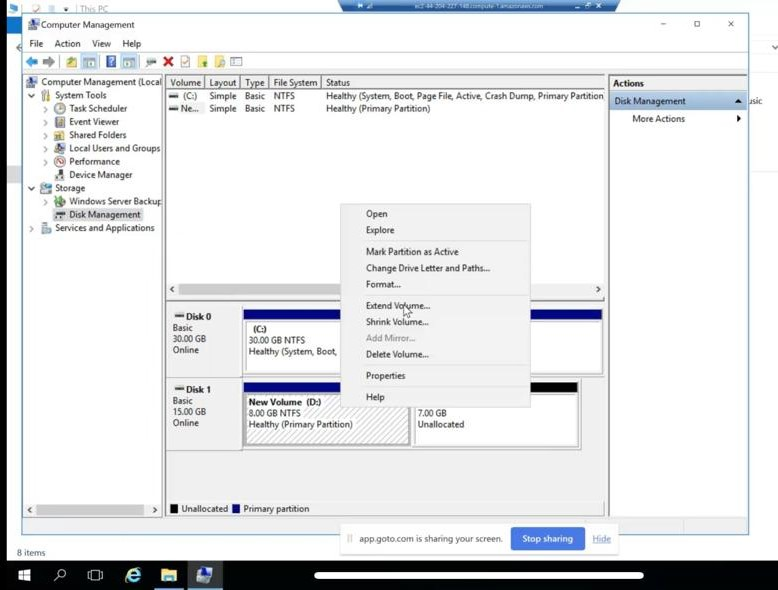 This PC
ec2-44-204-227-148.compute-1.amazonaws.com
Computer Management
File Action View Help
Computer Management (Local
System Tools
Task Scheduler
Event Viewer
Shared Folders
Local Users and Groups
Performance
Device Manager
Storage
Windows Server Backup
Disk Management
Services and Applications
Volume Layout Type File System Status
(C:) Simple Basic NTFS Healthy (System, Boot, Page File, Active, Crash Dump, Primary Partition
Ne... Simple Basic NTFS Healthy (Primary Partition)
Actions
Disk Management
More Actions
usic
Open
Explore
Mark Partition as Active
Change Drive Letter and Paths...
Format...
Extend Volume...
Shrink Volume...
Add Mirror...
Delete Volume...
Properties
Help
Disk 0
Basic
30.00 GB
Online
(C:)
30.00 GB NTFS
Healthy (System, Boot,
Disk 1
Basic
15.00 GB
Online
New Volume (D:)
8.00 GB NTFS
Healthy (Primary Partition)
7.00 GB
Unallocated
Unallocated Primary partition
app.goto.com is sharing your screen. Stop sharing Hide
8 items